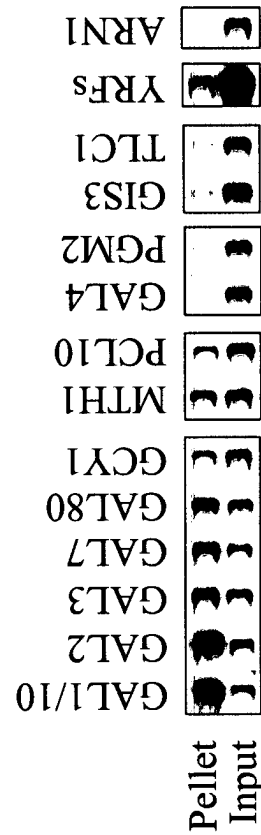 GAL1/10
GAL2
GAL3
GAL7
GAL80
GCY1
MTH1
PCL10
GAL4
PGM2
GIS3
TLC1
YRFs
ARN1
Pellet
Input